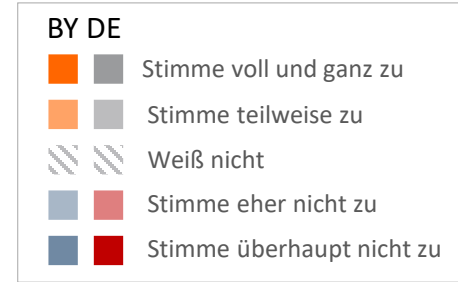 BY DE
Stimme voll und ganz zu
Stimme teilweise zu
Weiß nicht
Stimme eher nicht zu
Stimme überhaupt nicht zu